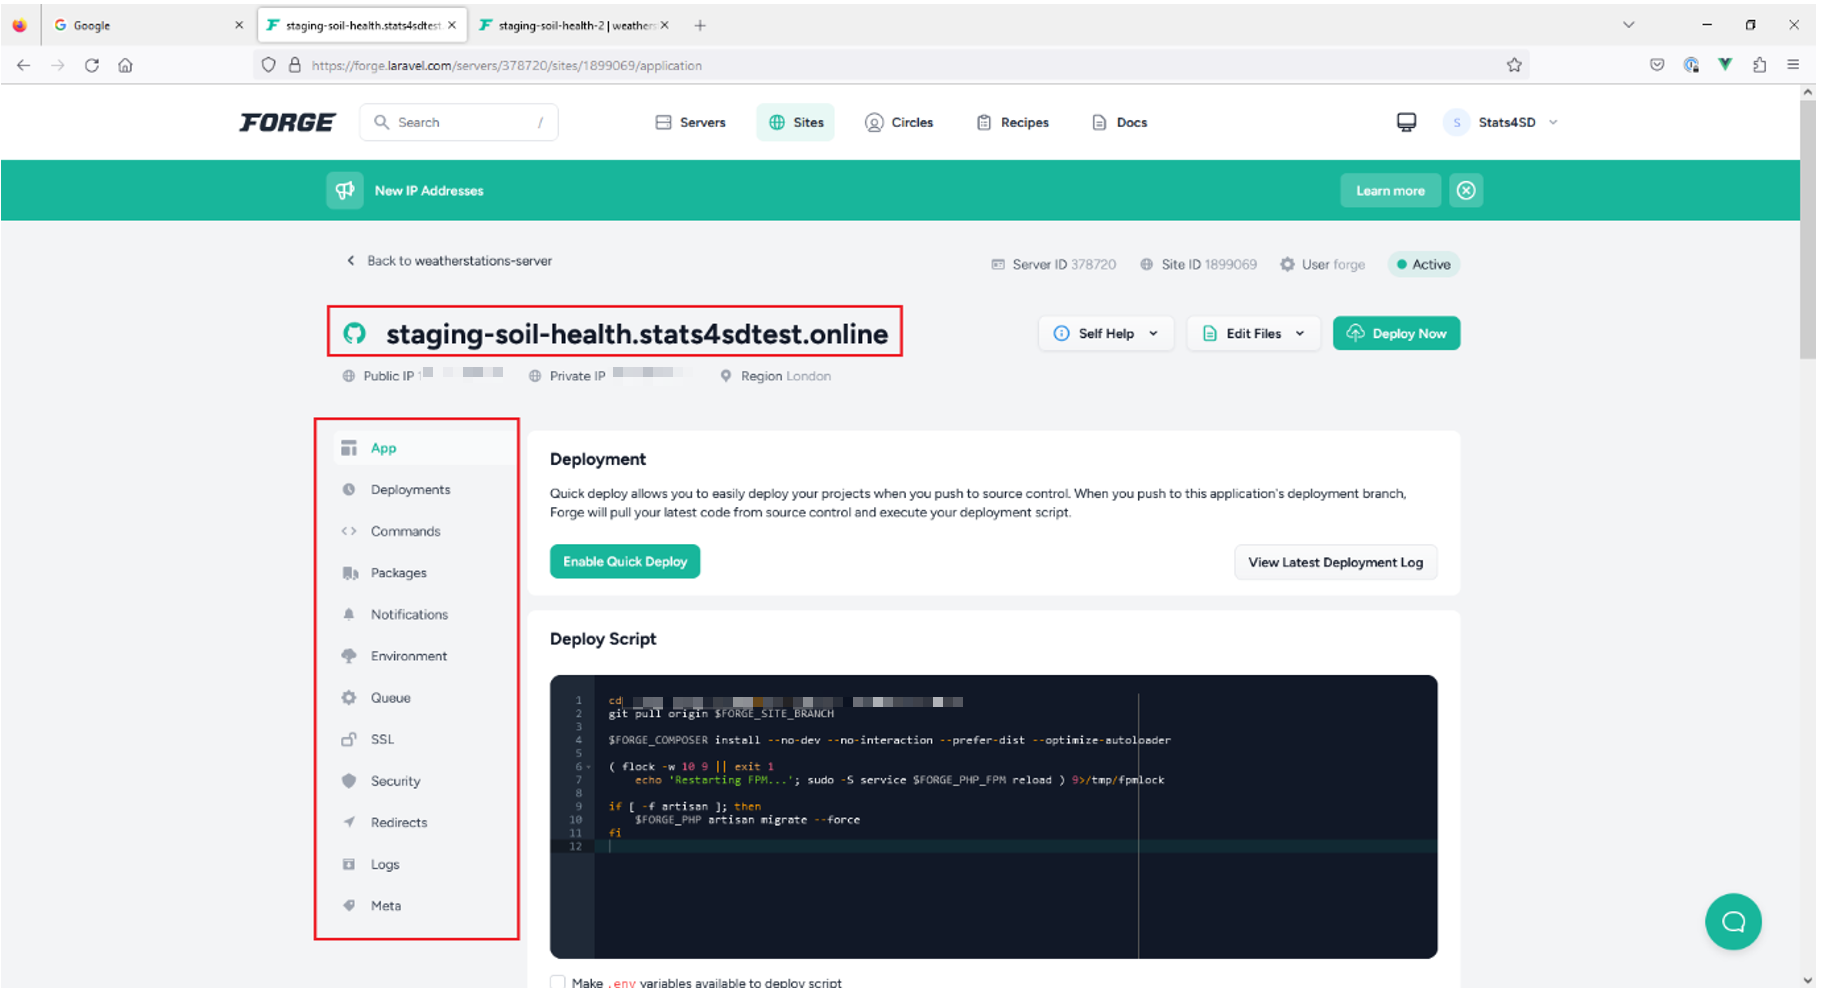 Google
staging-soil-health.stats4sdtest.
staging-soil-health-2 | weathers
https://forge.laravel.com/servers/378720/sites/1899069/application
FORGE
Search /
Servers
Sites
Circles
Recipes
Docs
S Stats4SD
New IP Addresses
Learn more
Back to weatherstations-server
Server ID 378720
Site ID 1899069
User forge
Active
staging-soil-health.stats4sdtest.online
Self Help
Edit Files
Deploy Now
Public IP
Private IP
Region London
App
Deployments
Commands
Packages
Notifications
Environment
Queue
SSL
Security
Redirects
Logs
Meta
Deployment
Quick deploy allows you to easily deploy your projects when you push to source control. When you push to this application's deployment branch,
Forge will pull your latest code from source control and execute your deployment script.
Enable Quick Deploy
View Latest Deployment Log
Deploy Script
1 cd
2 git pull origin $FORGE_SITE_BRANCH
3
4 $FORGE_COMPOSER install --no-dev --no-interaction --prefer-dist --optimize-autoloader
5
6 ( flock -w 10 9 || exit 1
7 echo 'Restarting FPM...'; sudo -S service $FORGE_PHP_FPM reload ) 9>/tmp/fpmlock
8
9 if [ -f artisan ]; then
10 $FORGE_PHP artisan migrate --force
11 fi
12
Make .env variables available to deploy script